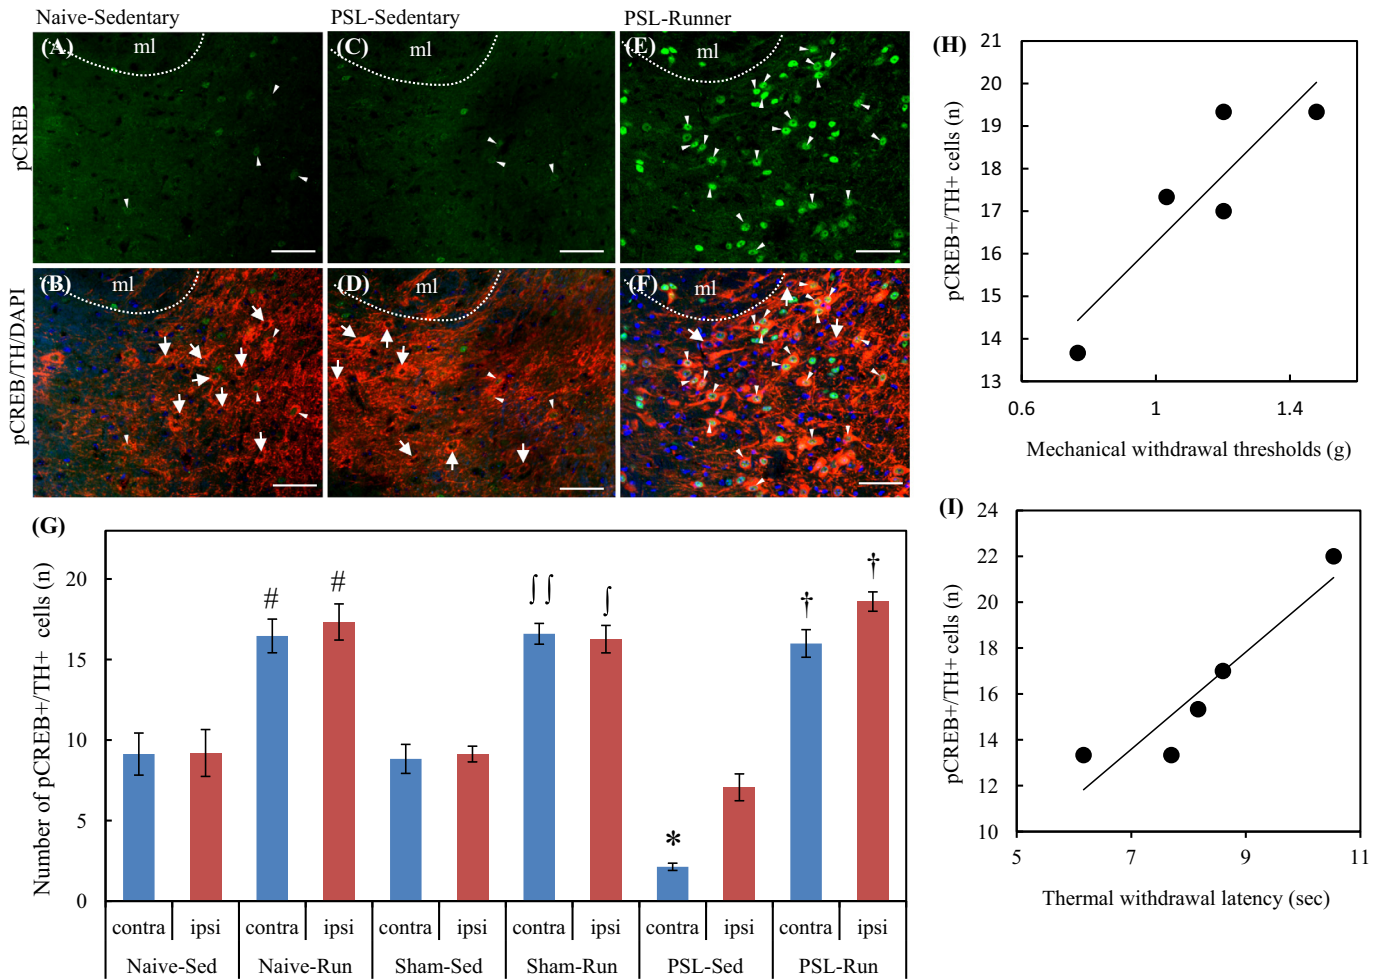 Naive-Sedentary PSL-Sedentary PSL-Runner
(A) ml (C) ml (E) ml
pCREB
(B) ml (D) ml (F) ml
pCREB/TH/DAPI
(H)
21
20
19
17
16
15
13
0.6 1 1.4
pCREB+/TH+ cells (n)
Mechanical withdrawal thresholds (g)
(G)
20
15
10
5
0
Number of pCREB+/TH+ cells (n)
# # ∫∫ ∫ * † †
contra ipsi contra ipsi contra ipsi contra ipsi contra ipsi contra ipsi
Naive-Sed Naive-Run Sham-Sed Sham-Run PSL-Sed PSL-Run
(I)
24
22
20
18
16
14
12
10
5 7 9 11
pCREB+/TH+ cells (n)
Thermal withdrawal latency (sec)